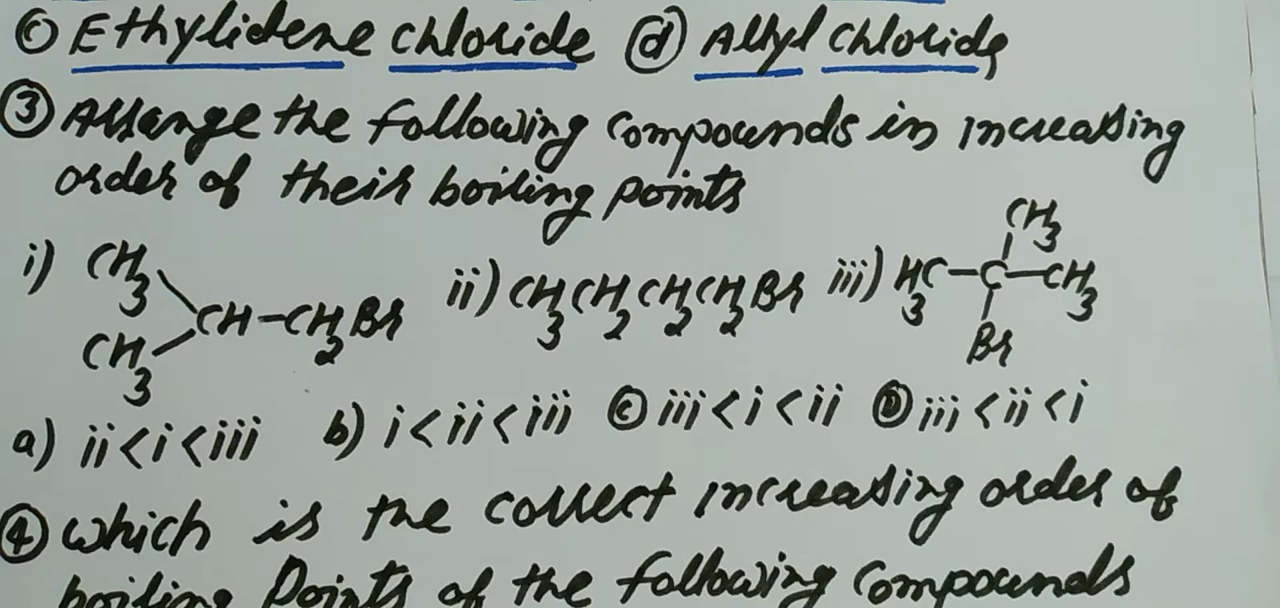 ⓒ Ethylidene chloride ⓓ Allyl chloride
③ Arrange the following compounds in increasing
order of their boiling points
i) CH3 CH3 CH-CH2Br ii) CH3CH2CH2CH2Br iii) H3C-C-CH3 CH3 Br
a) ii<i<iii b) i<ii<iii ⓒ iii<i<ii Ⓓ iii<ii<i
④ which is the correct increasing order of
boiling Points of the following compounds